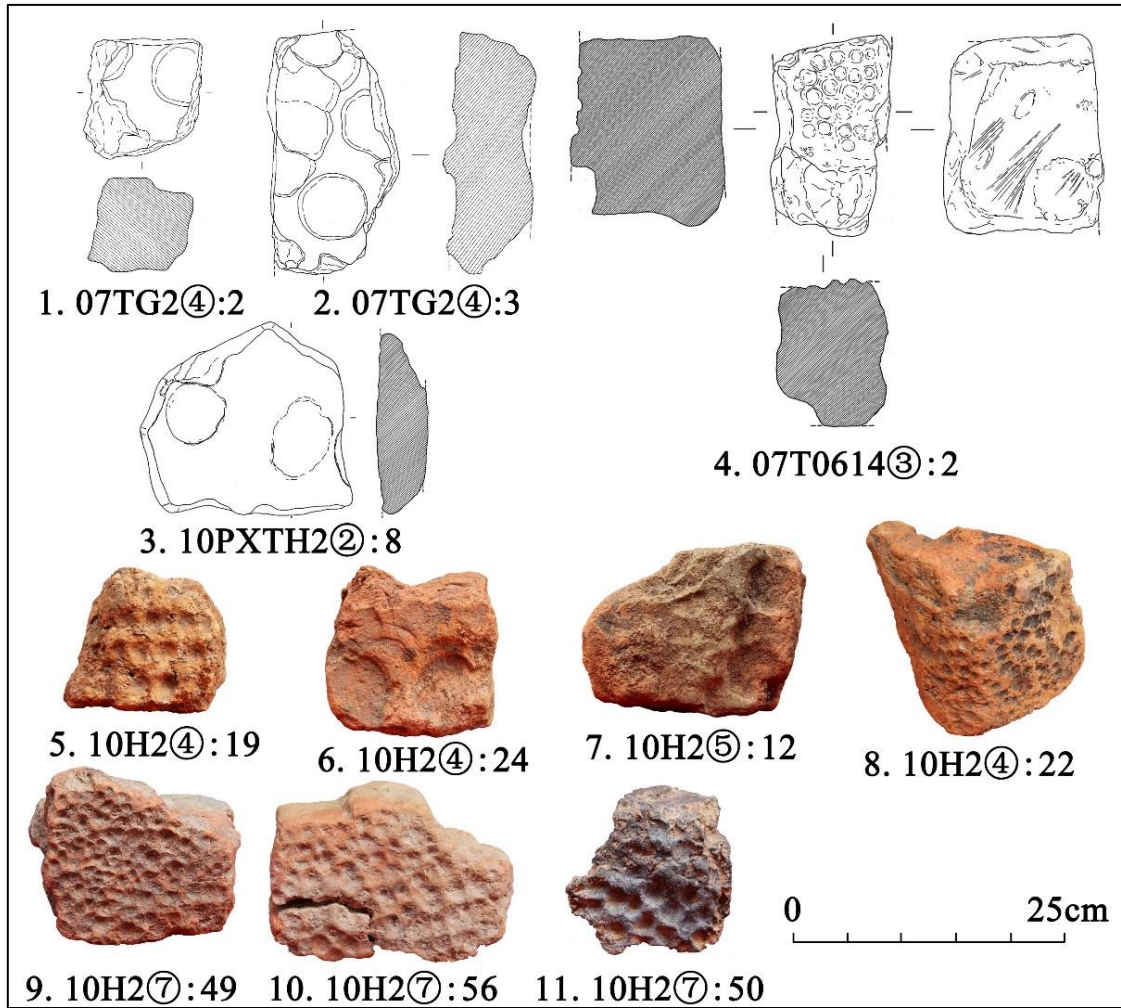 1. 07TG2④:2
2. 07TG2④:3
4. 07T0614③:2
3. 10PXTH2②:8
5. 10H2④:19
6. 10H2④:24
7. 10H2⑤:12
8. 10H2④:22
9. 10H2⑦:49
10. 10H2⑦:56
11. 10H2⑦:50
0 25cm